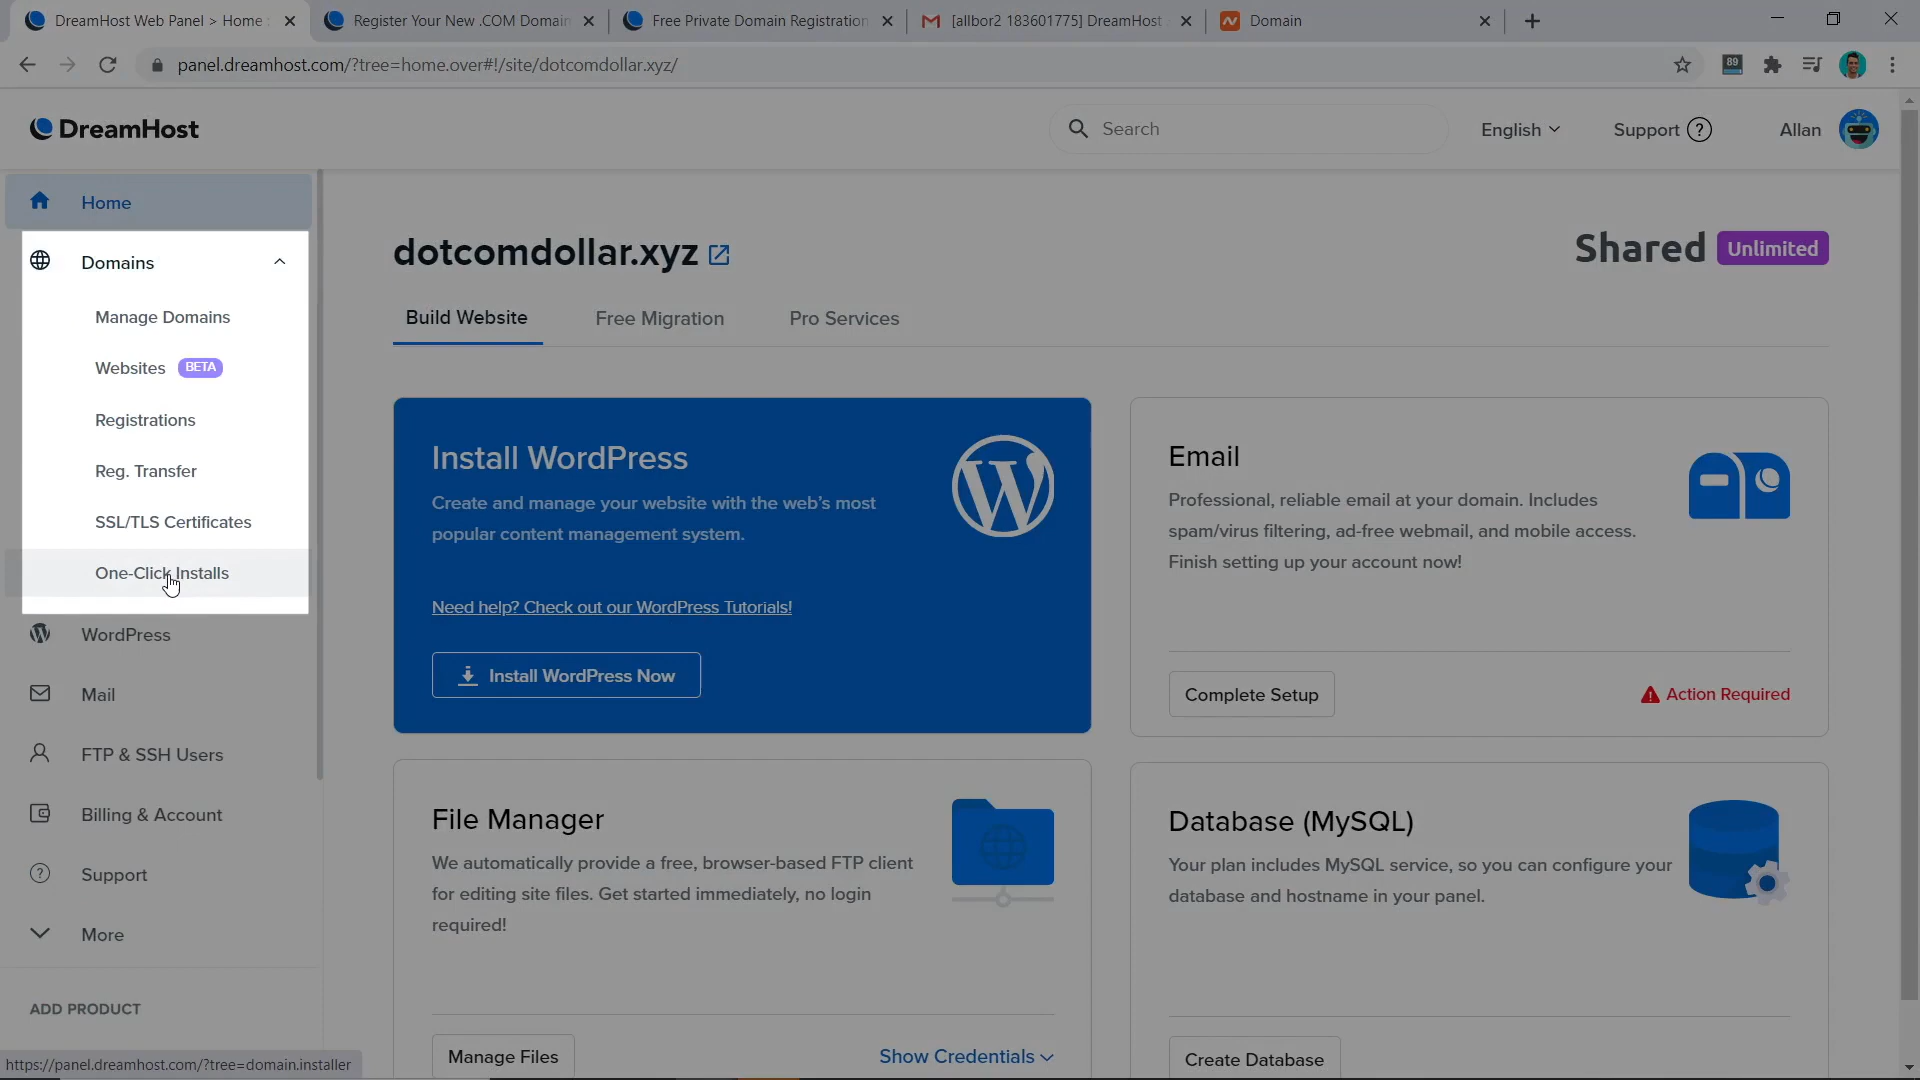 DreamHost Web Panel > Home
Register Your New .COM Domain
Free Private Domain Registration
[allbor2 183601775] DreamHost
Domain
panel.dreamhost.com/?tree=home.over#!/site/dotcomdollar.xyz/
89
DreamHost
Search
English
Support ?
Allan
Home
Domains
Manage Domains
Websites BETA
Registrations
Reg. Transfer
SSL/TLS Certificates
One-Click Installs
WordPress
Mail
FTP & SSH Users
Billing & Account
Support
More
ADD PRODUCT
https://panel.dreamhost.com/?tree=domain.installer
dotcomdollar.xyz
Shared Unlimited
Build Website
Free Migration
Pro Services
Install WordPress
Create and manage your website with the web's most
popular content management system.
Need help? Check out our WordPress Tutorials!
Install WordPress Now
Email
Professional, reliable email at your domain. Includes
spam/virus filtering, ad-free webmail, and mobile access.
Finish setting up your account now!
Complete Setup
Action Required
File Manager
We automatically provide a free, browser-based FTP client
for editing site files. Get started immediately, no login
required!
Manage Files
Show Credentials
Database (MySQL)
Your plan includes MySQL service, so you can configure your
database and hostname in your panel.
Create Database